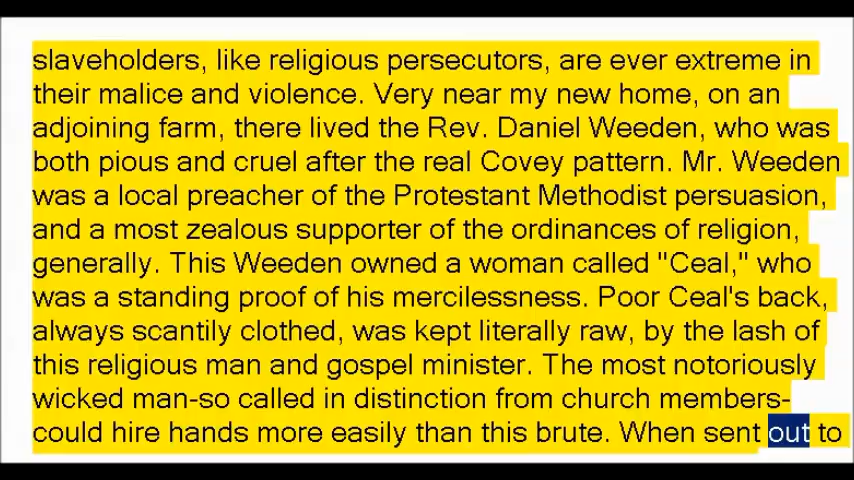 slaveholders, like religious persecutors, are ever extreme in
their malice and violence. Very near my new home, on an
adjoining farm, there lived the Rev. Daniel Weeden, who was
both pious and cruel after the real Covey pattern. Mr. Weeden
was a local preacher of the Protestant Methodist persuasion,
and a most zealous supporter of the ordinances of religion,
generally. This Weeden owned a woman called "Ceal," who
was a standing proof of his mercilessness. Poor Ceal's back,
always scantily clothed, was kept literally raw, by the lash of
this religious man and gospel minister. The most notoriously
wicked man-so called in distinction from church members-
could hire hands more easily than this brute. When sent out to